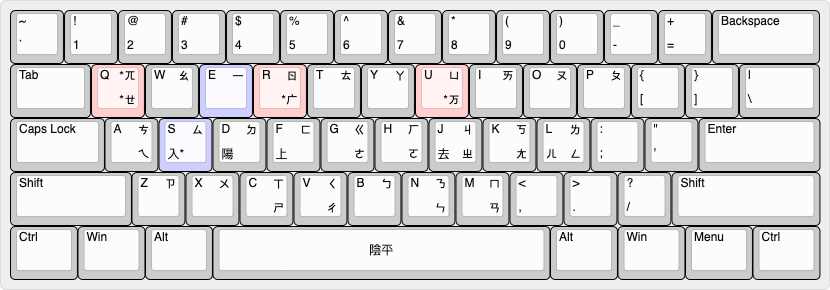 ~ ! @ # $ % ^ & * ( ) _ + Backspace
` 1 2 3 4 5 6 7 8 9 0 - =
Tab Q *ㄫ W ㄠ E ㄧ R ㄖ T ㄊ Y ㄚ U ㄩ I ㄞ O ㄡ P ㄆ { } |
*ㄝ *ㄬ *ㄪ [ ] \
Caps Lock A ㄘ S ㄙ D ㄉ F ㄈ G ㄍ H ㄏ J ㄐ K ㄎ L ㄌ : " Enter
ㄟ 入* 陽 上 ㄜ ㄛ 去 ㄓ ㄤ ㄦ ㄥ ; '
Shift Z ㄗ X ㄨ C ㄒ V ㄑ B ㄅ N ㄋ M ㄇ < > ? Shift
ㄕ ㄔ ㄣ ㄢ , . /
Ctrl Win Alt 陰平 Alt Win Menu Ctrl